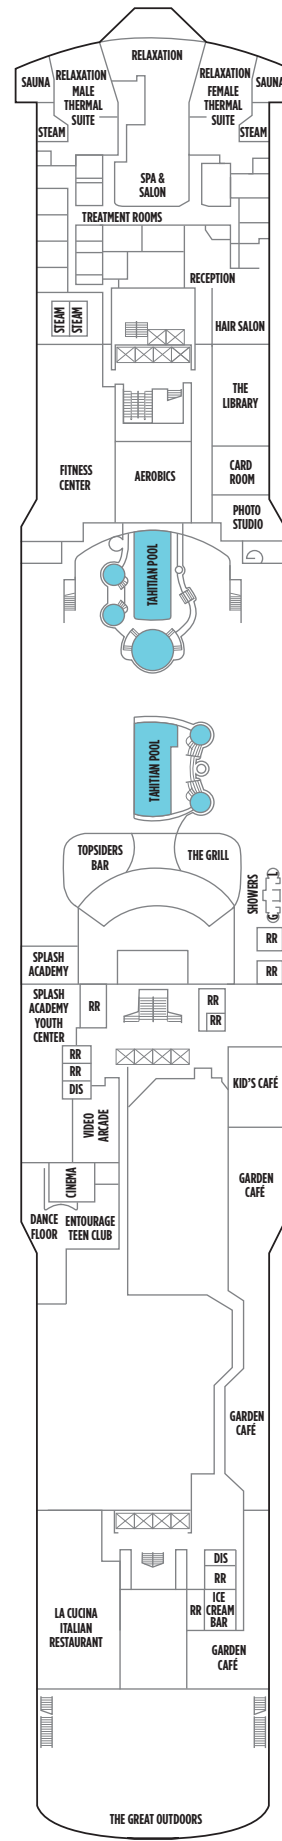 RELAXATION
SAUNA
RELAXATION
MALE
THERMAL
SUITE
RELAXATION
FEMALE
THERMAL
SUITE
SAUNA
STEAM
STEAM
SPA &
SALON
TREATMENT ROOMS
RECEPTION
STEAM
STEAM
HAIR SALON
THE
LIBRARY
FITNESS
CENTER
AEROBICS
CARD
ROOM
PHOTO
STUDIO
TAHITIAN POOL
TAHITIAN POOL
TOPSIDERS
BAR
THE GRILL
SHOWERS
L
G
RR
RR
SPLASH
ACADEMY
SPLASH
ACADEMY
YOUTH
CENTER
RR
RR
RR
RR
RR
DIS
KID'S CAFÉ
VIDEO
ARCADE
CINEMA
GARDEN
CAFÉ
DANCE
FLOOR
ENTOURAGE
TEEN CLUB
GARDEN
CAFÉ
DIS
RR
RR
ICE
CREAM
BAR
LA CUCINA
ITALIAN
RESTAURANT
GARDEN
CAFÉ
THE GREAT OUTDOORS